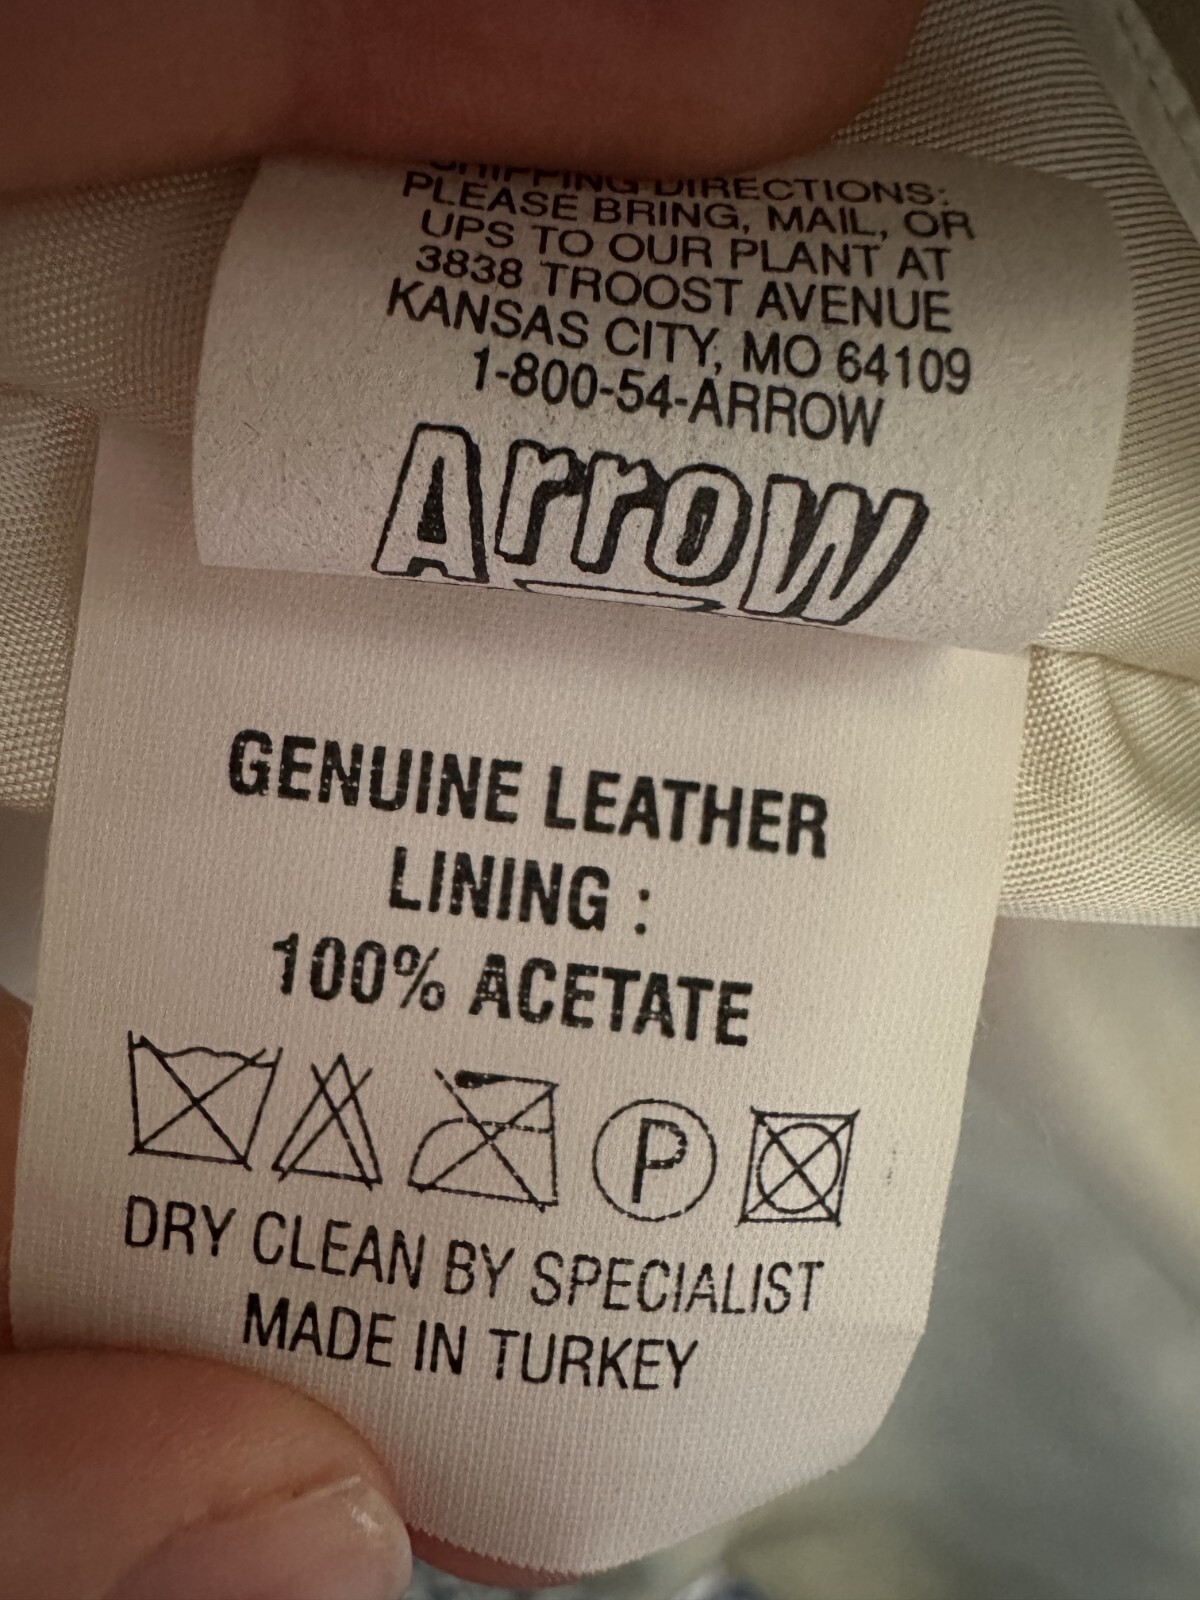 SHIPPING DIRECTIONS:
PLEASE BRING, MAIL, OR
UPS TO OUR PLANT AT
3838 TROOST AVENUE
KANSAS CITY, MO 64109
1-800-54-ARROW
Arrow
GENUINE LEATHER
LINING :
100% ACETATE
P
DRY CLEAN BY SPECIALIST
MADE IN TURKEY